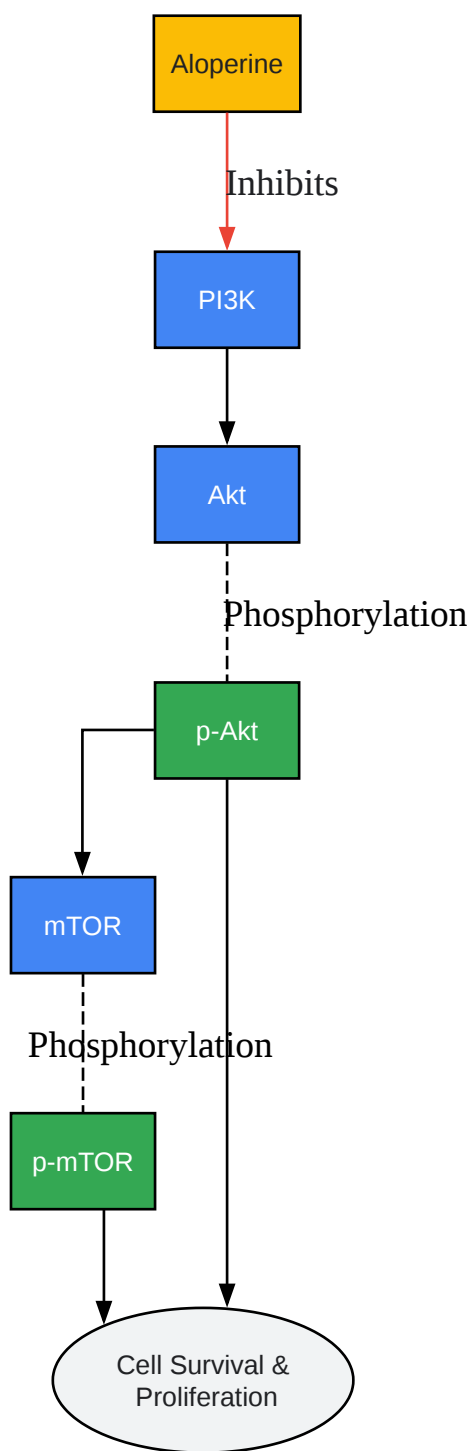 Aloperine
Inhibits
PI3K
Akt
Phosphorylation
p-Akt
mTOR
Phosphorylation
p-mTOR
Cell Survival &
Proliferation